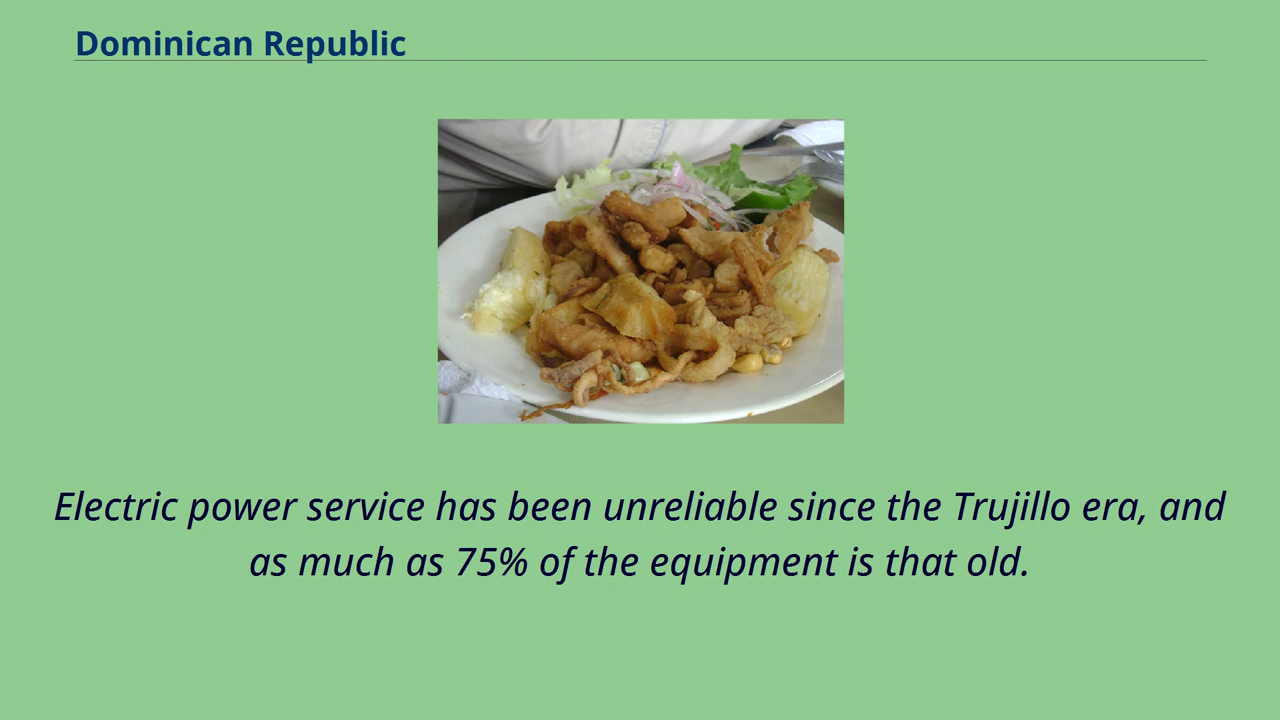 Dominican Republic
Electric power service has been unreliable since the Trujillo era, and
as much as 75% of the equipment is that old.